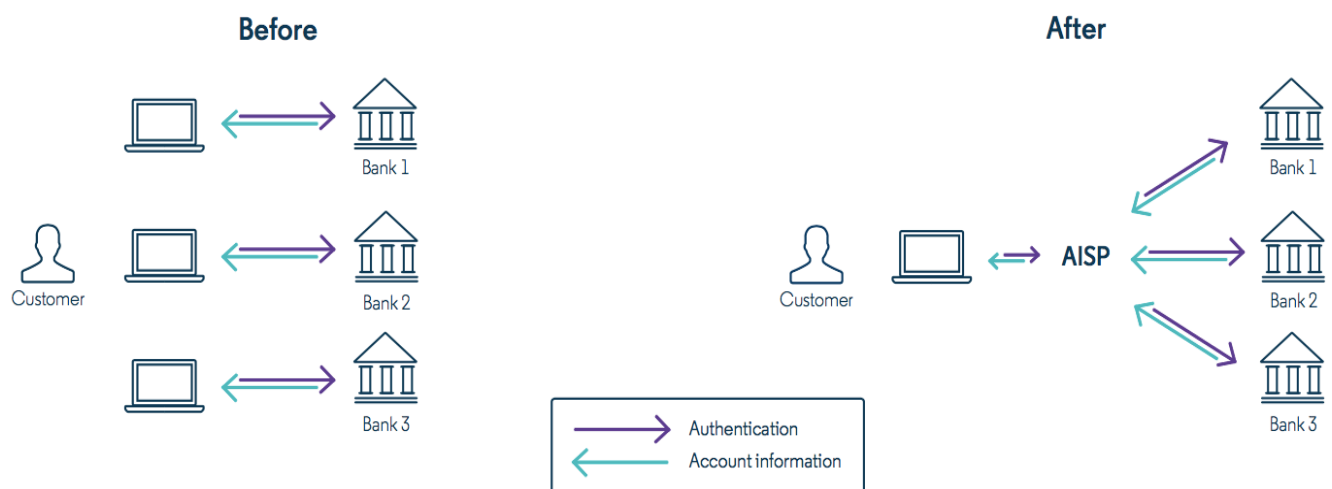 Before
Bank 1
Customer
Bank 2
Bank 3
After
Bank 1
Customer
AISP
Bank 2
Bank 3
Authentication
Account information